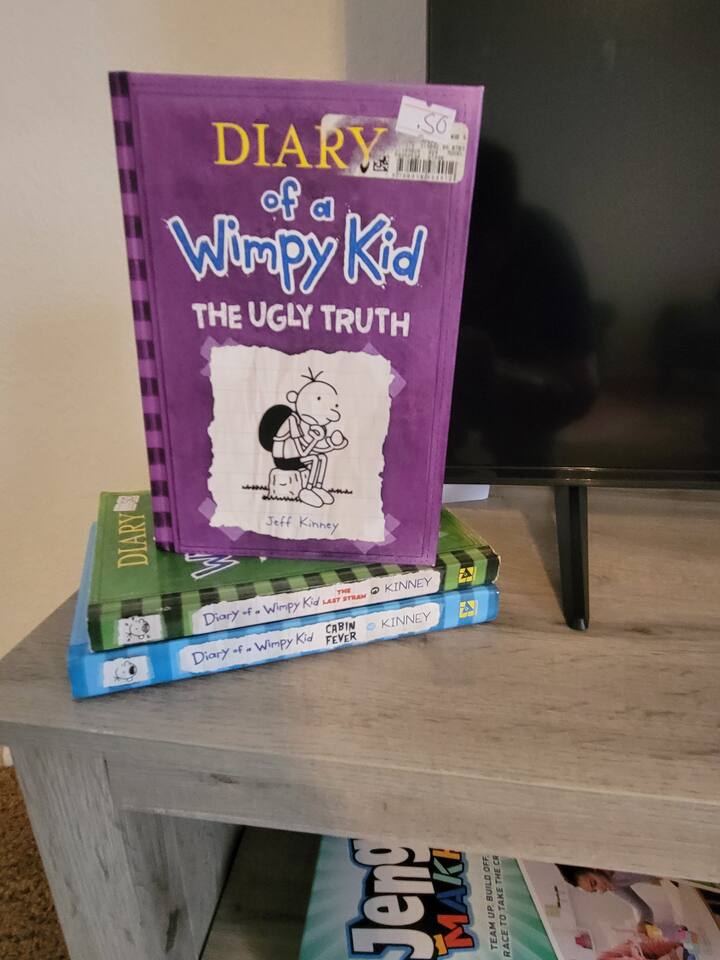 .50
DIARY
of a
Wimpy Kid
THE UGLY TRUTH
Jeff Kinney
DIARY
Diary of a Wimpy Kid THE LAST STRAW KINNEY
Diary of a Wimpy Kid CABIN FEVER KINNEY
Jeng
MAK
TEAM UP, BUILD OFF,
RACE TO TAKE THE CR